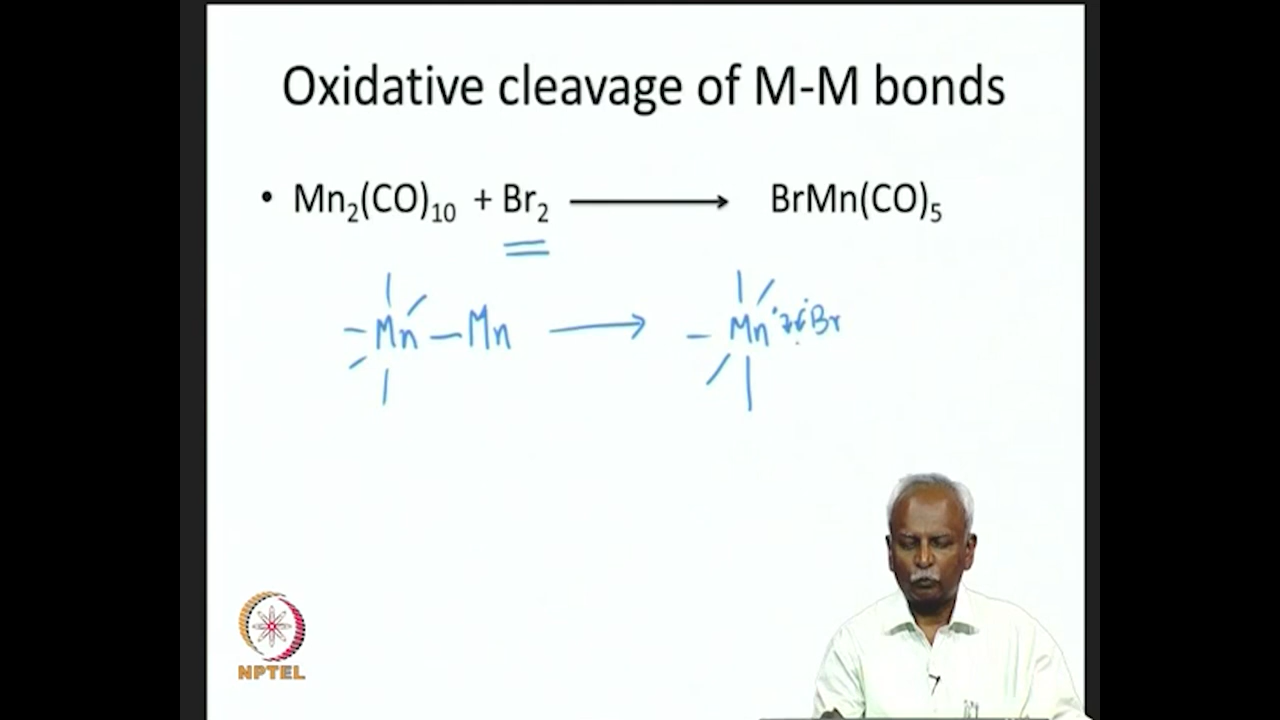 Oxidative cleavage of M-M bonds
• Mn₂(CO)₁₀ + Br₂ ⟶ BrMn(CO)₅
Mn — Mn ⟶ Mn Br
NPTEL